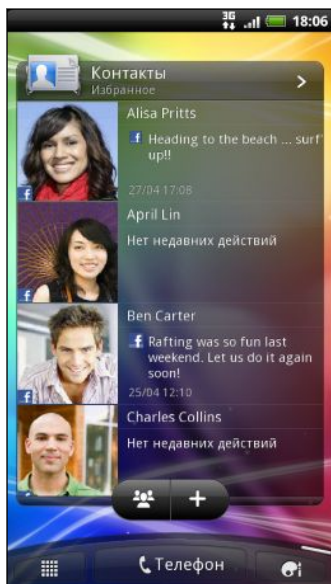 3G 18:06
Контакты
Избранное
Alisa Pritts
Heading to the beach ... surf
up!!
27/04 17:08
April Lin
Нет недавних действий
Ben Carter
Rafting was so fun last
weekend. Let us do it again
soon!
25/04 12:10
Charles Collins
Нет недавних действий
Телефон